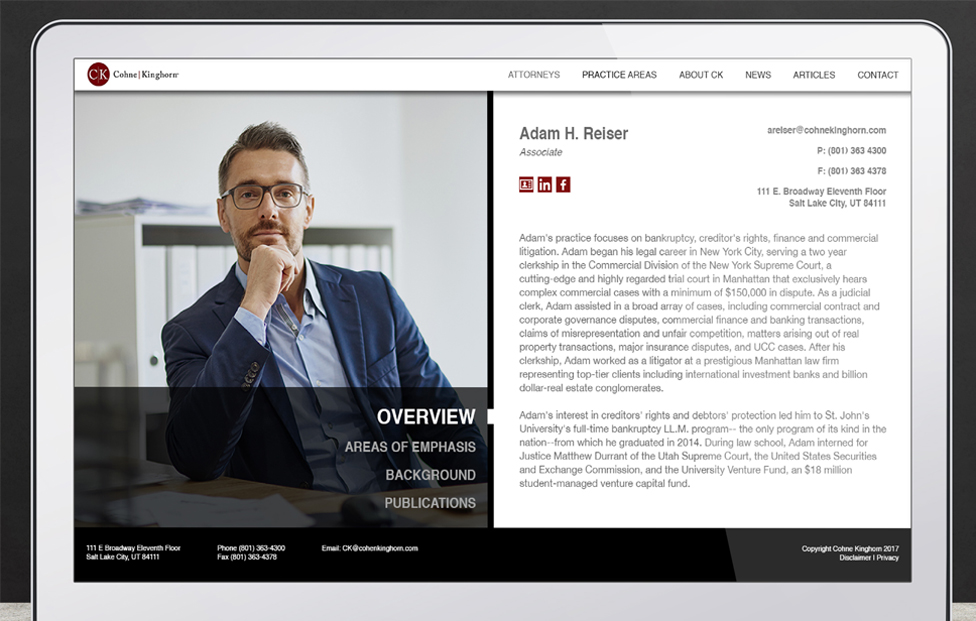 CK Cohne|Kinghorn
ATTORNEYS PRACTICE AREAS ABOUT CK NEWS ARTICLES CONTACT
Adam H. Reiser
Associate
in f
areiser@cohnekinghorn.com
P: (801) 363 4300
F: (801) 363 4378
111 E. Broadway Eleventh Floor
Salt Lake City, UT 84111
Adam's practice focuses on bankruptcy, creditor's rights, finance and commercial
litigation. Adam began his legal career in New York City, serving a two year
clerkship in the Commercial Division of the New York Supreme Court, a
cutting-edge and highly regarded trial court in Manhattan that exclusively hears
complex commercial cases with a minimum of $150,000 in dispute. As a judicial
clerk, Adam assisted in a broad array of cases, including commercial contract and
corporate governance disputes, commercial finance and banking transactions,
claims of misrepresentation and unfair competition, matters arising out of real
property transactions, major insurance disputes, and UCC cases. After his
clerkship, Adam worked as a litigator at a prestigious Manhattan law firm
representing top-tier clients including international investment banks and billion
dollar-real estate conglomerates.
Adam's interest in creditors' rights and debtors' protection led him to St. John's
University's full-time bankruptcy LL.M. program-- the only program of its kind in the
nation--from which he graduated in 2014. During law school, Adam interned for
Justice Matthew Durrant of the Utah Supreme Court, the United States Securities
and Exchange Commission, and the University Venture Fund, an $18 million
student-managed venture capital fund.
OVERVIEW
AREAS OF EMPHASIS
BACKGROUND
PUBLICATIONS
111 E Broadway Eleventh Floor
Salt Lake City, UT 84111
Phone (801) 363-4300
Fax (801) 363-4378
Email: CK@cohenkinghorn.com
Copyright Cohne Kinghorn 2017
Disclaimer | Privacy